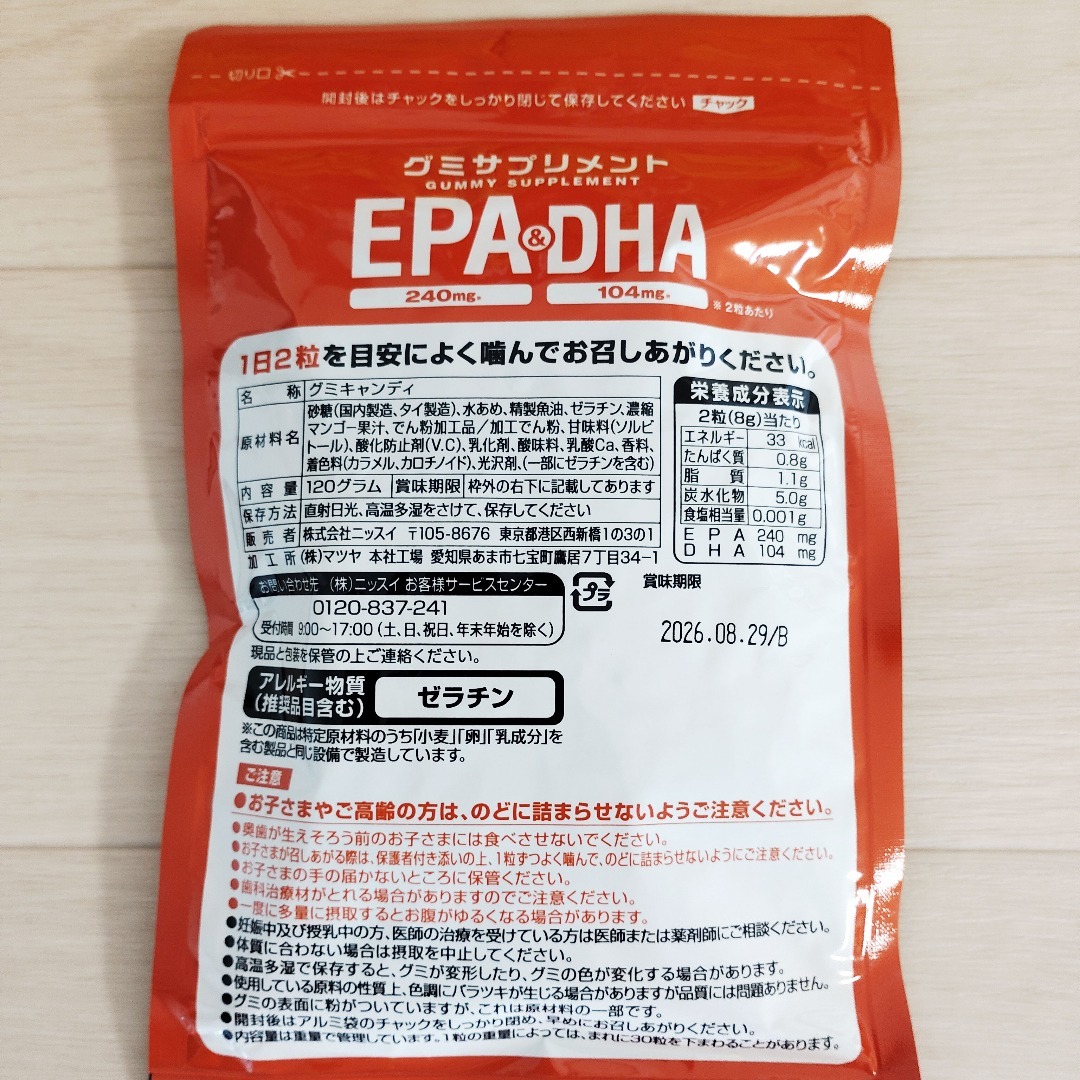 切り口
開封後はチャックをしっかり閉じて保存してください チャック
グミサプリメント
GUMMY SUPPLEMENT
EPA&DHA
240mg※ 104mg※ ※2粒あたり
1日2粒を目安によく噛んでお召しあがりください。
名称 グミキャンディ
原材料名 砂糖(国内製造、タイ製造)、水あめ、精製魚油、ゼラチン、濃縮
マンゴー果汁、でん粉加工品/加工でん粉、甘味料(ソルビ
トール)、酸化防止剤(V.C)、乳化剤、酸味料、乳酸Ca、香料、
着色料(カラメル、カロチノイド)、光沢剤、(一部にゼラチンを含む)
内容量 120グラム 賞味期限 枠外の右下に記載してあります
保存方法 直射日光、高温多湿をさけて、保存してください
販売者 株式会社ニッスイ 〒105-8676 東京都港区西新橋1の3の1
加工所 (株)マツヤ 本社工場 愛知県あま市七宝町鷹居7丁目34-1
栄養成分表示
2粒(8g)当たり
エネルギー 33 kcal
たんぱく質 0.8g
脂質 1.1g
炭水化物 5.0g
食塩相当量 0.001g
EPA 240 mg
DHA 104 mg
お問い合わせ先 (株)ニッスイ お客様サービスセンター
0120-837-241
受付時間 9:00〜17:00(土、日、祝日、年末年始を除く)
現品と包装を保管の上ご連絡ください。
プラ
賞味期限
2026.08.29/B
アレルギー物質
(推奨品目含む)
ゼラチン
※この商品は特定原材料のうち「小麦」「卵」「乳成分」を
含む製品と同じ設備で製造しています。
ご注意
●お子さまやご高齢の方は、のどに詰まらせないようご注意ください。
●奥歯が生えそろう前のお子さまには食べさせないでください。
●お子さまが召しあがる際は、保護者付き添いの上、1粒ずつよく噛んで、のどに詰まらせないようにご注意ください。
●お子さまの手の届かないところに保管ください。
●歯科治療材がとれる場合がありますのでご注意ください。
●一度に多量に摂取するとお腹がゆるくなる場合があります。
●妊娠中及び授乳中の方、医師の治療を受けている方は医師または薬剤師にご相談ください。
●体質に合わない場合は摂取を中止してください。
●高温多湿で保存すると、グミが変形したり、グミの色が変化する場合があります。
●使用している原料の性質上、色調にバラツキが生じる場合がありますが品質には問題ありません。
●グミの表面に粉がついていますが、これは原材料の一部です。
●開封後はアルミ袋のチャックをしっかり閉め、早めにお召しあがりください。
●内容量は重量で管理しています。1粒の重量によっては、まれに30粒を下まわることがあります。